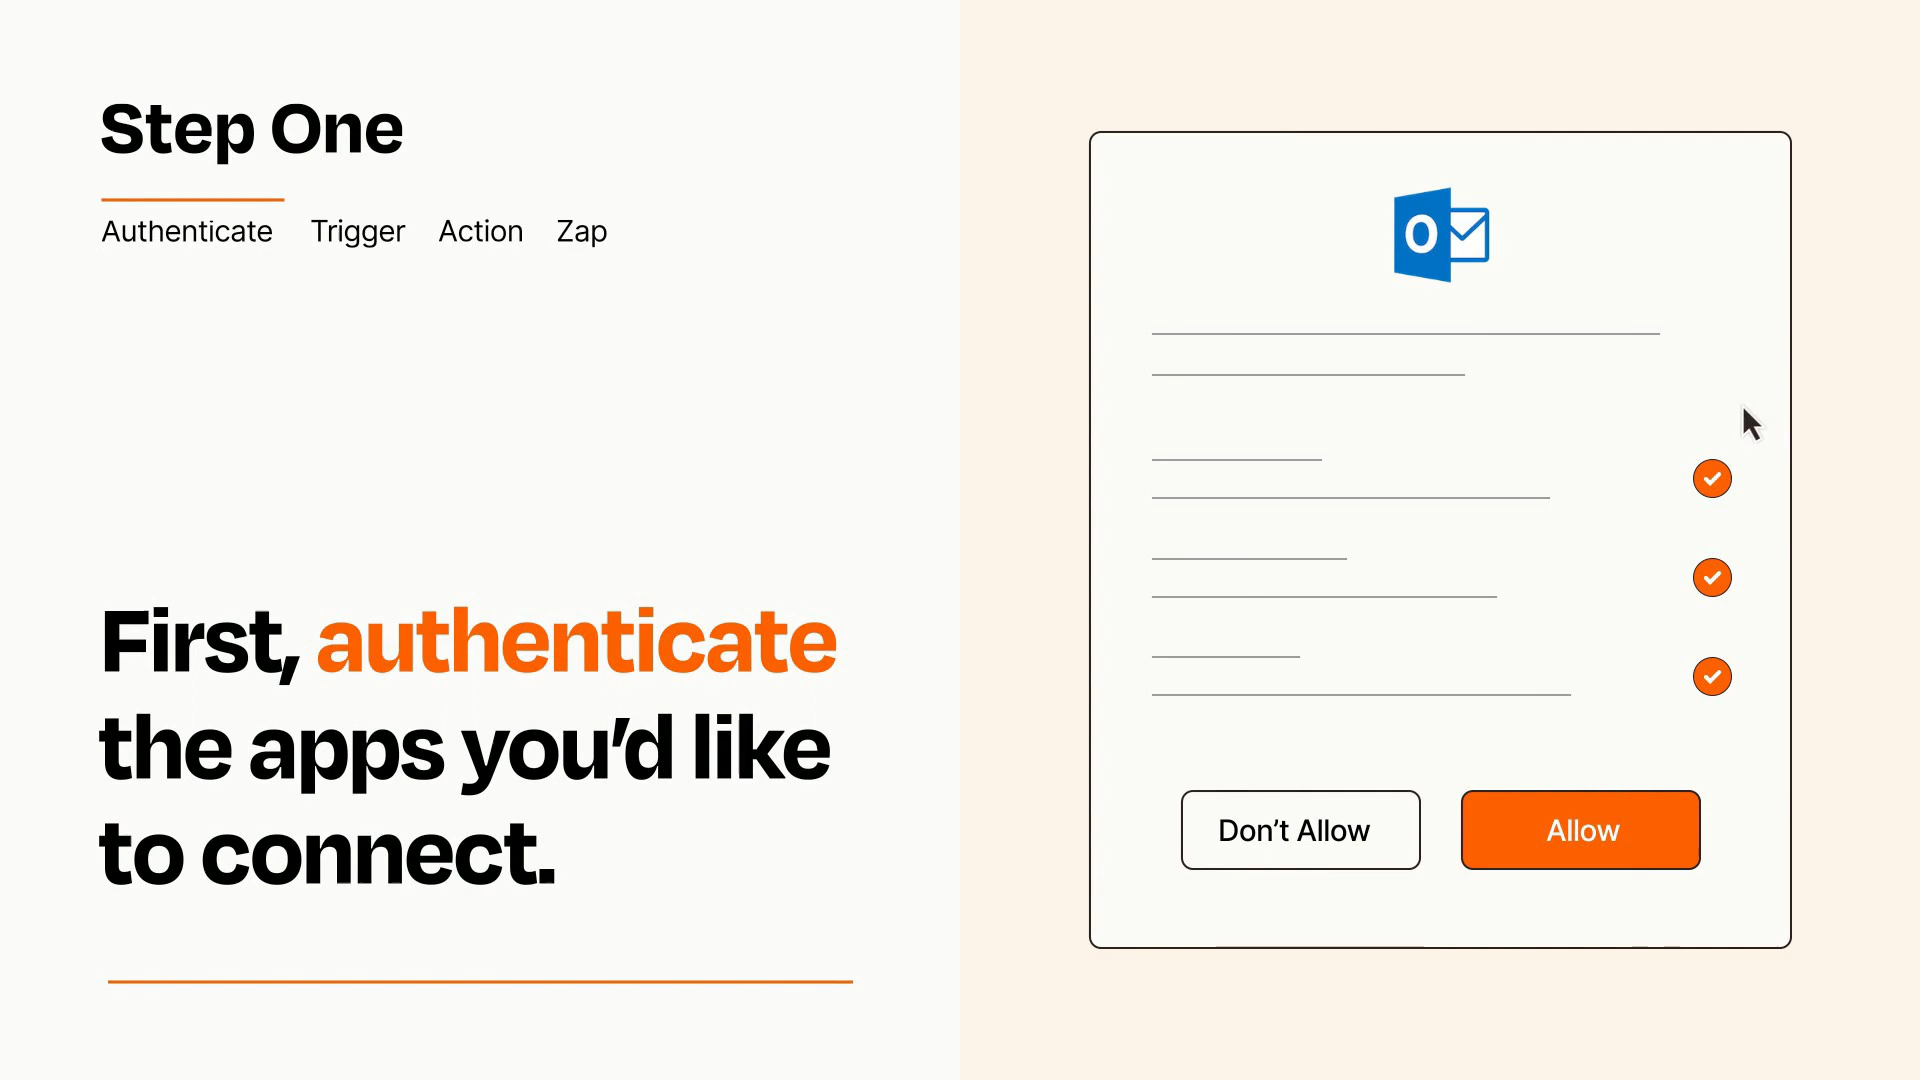 Step One
Authenticate Trigger Action Zap
First, authenticate
the apps you’d like
to connect.
O
Don’t Allow
Allow